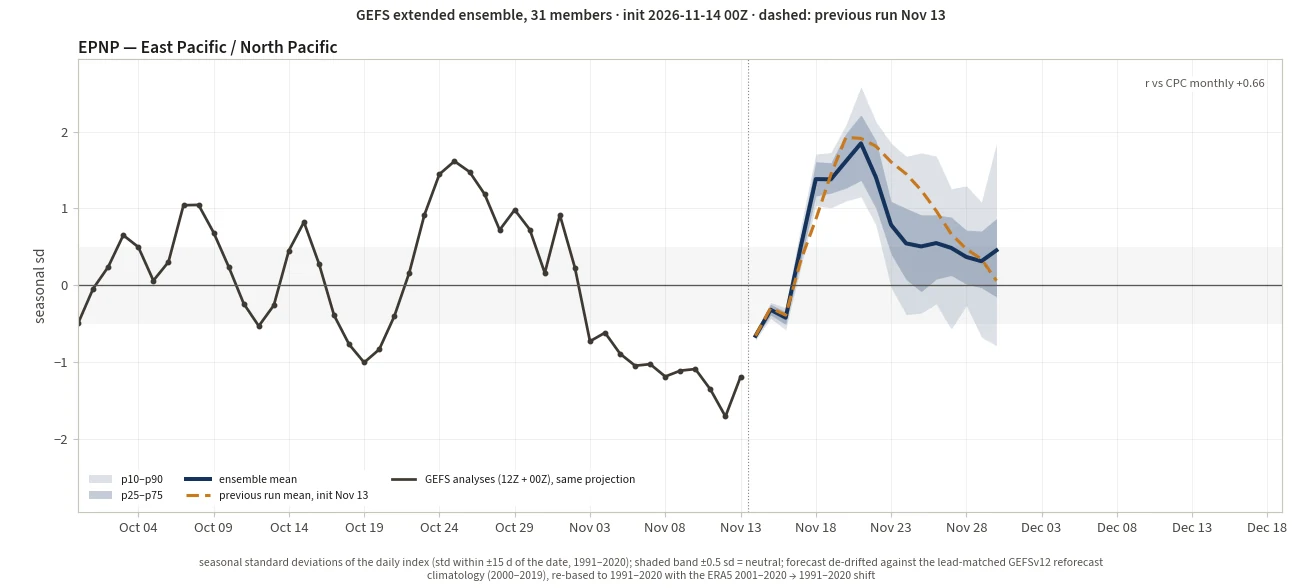 GEFS extended ensemble, 31 members · init 2026-11-14 00Z · dashed: previous run Nov 13
EPNP — East Pacific / North Pacific
r vs CPC monthly +0.66
seasonal sd
2
1
0
−1
−2
p10–p90
ensemble mean
GEFS analyses (12Z + 00Z), same projection
p25–p75
previous run mean, init Nov 13
Oct 04
Oct 09
Oct 14
Oct 19
Oct 24
Oct 29
Nov 03
Nov 08
Nov 13
Nov 18
Nov 23
Nov 28
Dec 03
Dec 08
Dec 13
Dec 18
seasonal standard deviations of the daily index (std within ±15 d of the date, 1991–2020); shaded band ±0.5 sd = neutral; forecast de-drifted against the lead-matched GEFSv12 reforecast
climatology (2000–2019), re-based to 1991–2020 with the ERA5 2001–2020 → 1991–2020 shift